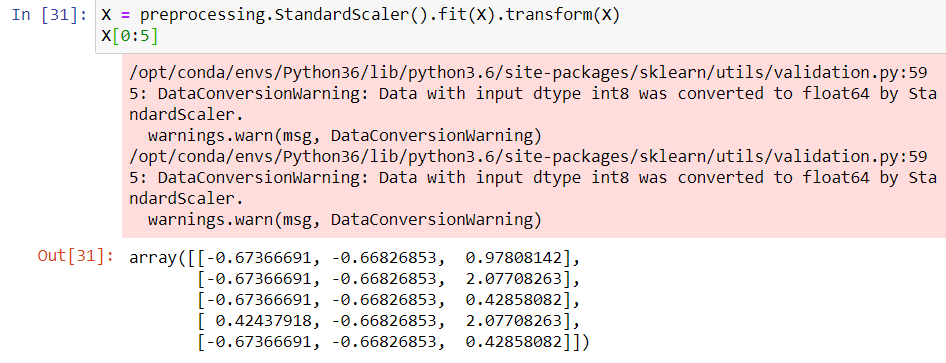 In [31]: X = preprocessing.StandardScaler().fit(X).transform(X)
X[0:5]
/opt/conda/envs/Python36/lib/python3.6/site-packages/sklearn/utils/validation.py:59
5: DataConversionWarning: Data with input dtype int8 was converted to float64 by Sta
ndardScaler.
  warnings.warn(msg, DataConversionWarning)
/opt/conda/envs/Python36/lib/python3.6/site-packages/sklearn/utils/validation.py:59
5: DataConversionWarning: Data with input dtype int8 was converted to float64 by Sta
ndardScaler.
  warnings.warn(msg, DataConversionWarning)
Out[31]: array([[-0.67366691, -0.66826853,  0.97808142],
       [-0.67366691, -0.66826853,  2.07708263],
       [-0.67366691, -0.66826853,  0.42858082],
       [ 0.42437918, -0.66826853,  2.07708263],
       [-0.67366691, -0.66826853,  0.42858082]])